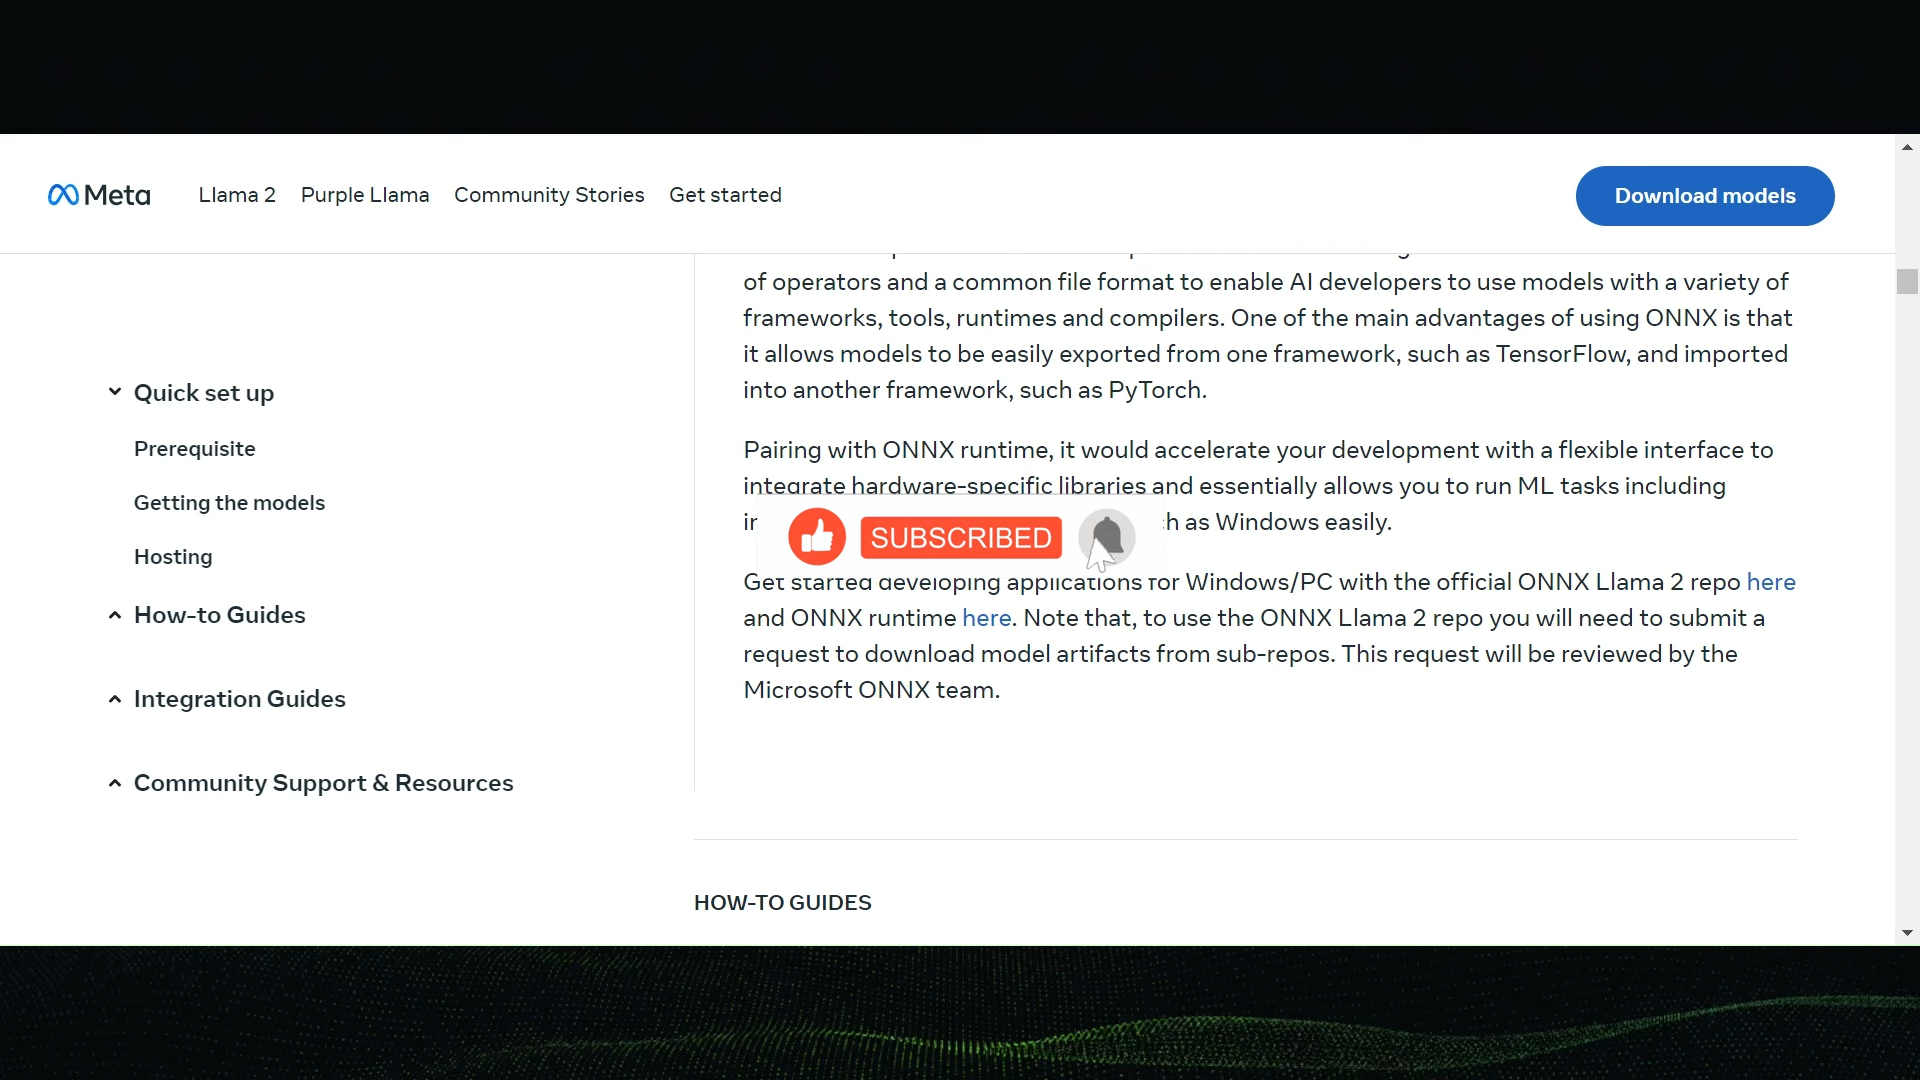 Meta
Llama 2
Purple Llama
Community Stories
Get started
Download models
Quick set up
Prerequisite
Getting the models
Hosting
How-to Guides
Integration Guides
Community Support & Resources
of operators and a common file format to enable AI developers to use models with a variety of
frameworks, tools, runtimes and compilers. One of the main advantages of using ONNX is that
it allows models to be easily exported from one framework, such as TensorFlow, and imported
into another framework, such as PyTorch.
Pairing with ONNX runtime, it would accelerate your development with a flexible interface to
integrate hardware-specific libraries and essentially allows you to run ML tasks including
as Windows easily.
SUBSCRIBED
Get started developing applications for Windows/PC with the official ONNX Llama 2 repo here
and ONNX runtime here. Note that, to use the ONNX Llama 2 repo you will need to submit a
request to download model artifacts from sub-repos. This request will be reviewed by the
Microsoft ONNX team.
HOW-TO GUIDES